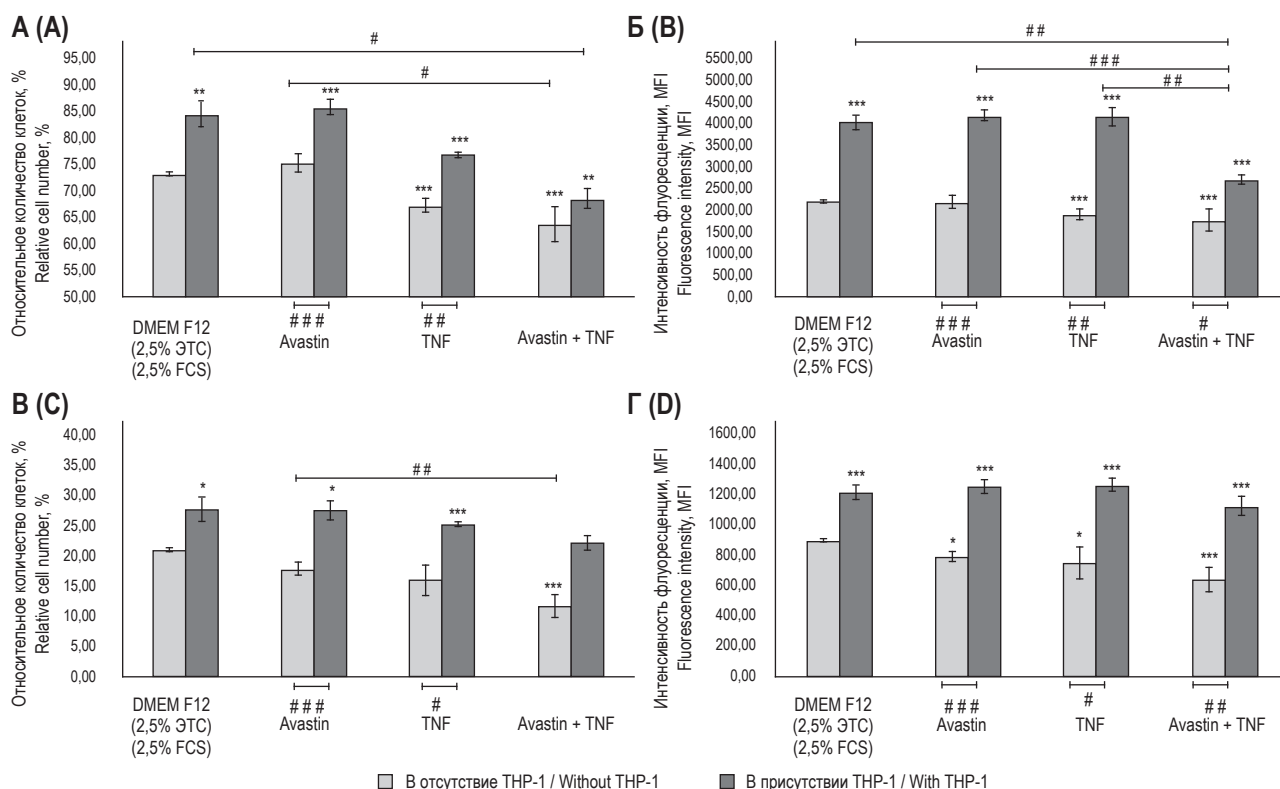 А (A)
Относительное количество клеток, %
Relative cell number, %
95,00
90,00
85,00
80,00
75,00
70,00
65,00
60,00
55,00
50,00
#
#
**
***
***
***
***
**
###
##
DMEM F12
(2,5% ЭТС)
(2,5% FCS)
Avastin
TNF
Avastin + TNF
Б (B)
Интенсивность флуоресценции, MFI
Fluorescence intensity, MFI
5500,00
5000,00
4500,00
4000,00
3500,00
3000,00
2500,00
2000,00
1500,00
1000,00
500,00
0,00
##
###
##
***
***
***
***
***
***
###
##
#
DMEM F12
(2,5% ЭТС)
(2,5% FCS)
Avastin
TNF
Avastin + TNF
В (C)
Относительное количество клеток, %
Relative cell number, %
40,00
35,00
30,00
25,00
20,00
15,00
10,00
5,00
0,00
##
*
*
***
***
###
#
DMEM F12
(2,5% ЭТС)
(2,5% FCS)
Avastin
TNF
Avastin + TNF
Г (D)
Интенсивность флуоресценции, MFI
Fluorescence intensity, MFI
1600,00
1400,00
1200,00
1000,00
800,00
600,00
400,00
200,00
0,00
***
*
***
*
***
***
***
###
#
##
DMEM F12
(2,5% ЭТС)
(2,5% FCS)
Avastin
TNF
Avastin + TNF
В отсутствие THP-1 / Without THP-1
В присутствии THP-1 / With THP-1